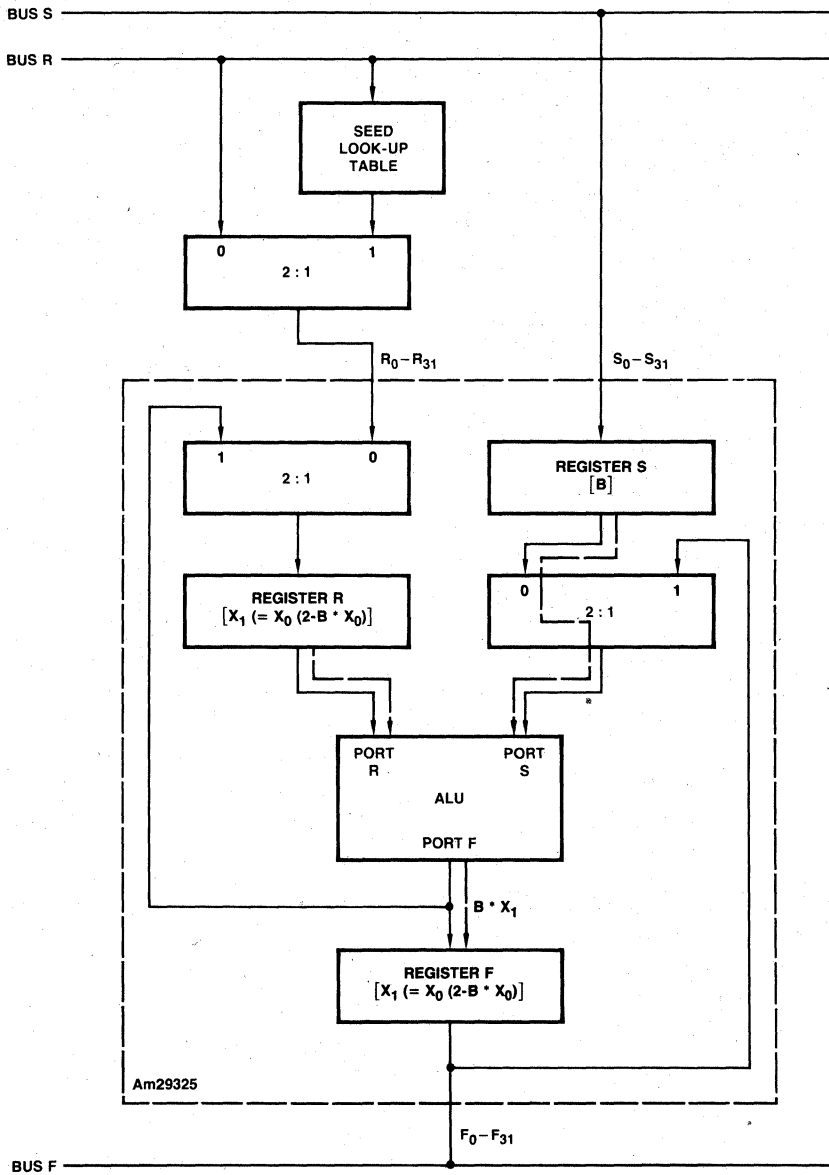 BUS S
BUS R
SEED
LOOK-UP
TABLE
0 1
2 : 1
R0–R31
S0–S31
1 0
2 : 1
REGISTER S
[B]
REGISTER R
[X1 (= X0 (2-B * X0)]
0 1
2 : 1
PORT
R
PORT
S
ALU
PORT F
B * X1
REGISTER F
[X1 (= X0 (2-B * X0)]
Am29325
F0–F31
BUS F